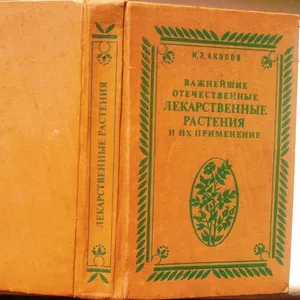 ЛЕКАРСТВЕННЫЕ РАСТЕНИЯ
И.Э.АКОПОВ
ВАЖНЕЙШИЕ
ОТЕЧЕСТВЕННЫЕ
ЛЕКАРСТВЕННЫЕ
РАСТЕНИЯ
И ИХ ПРИМЕНЕНИЕ